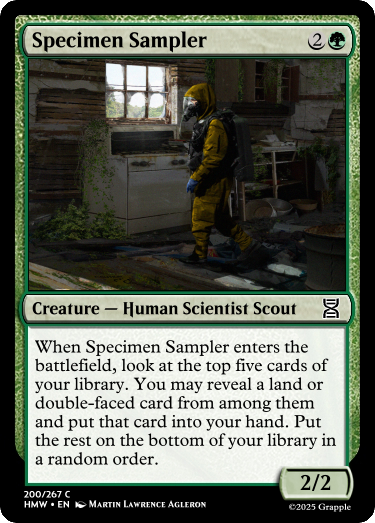 Specimen Sampler 2
Creature — Human Scientist Scout
When Specimen Sampler enters the
battlefield, look at the top five cards of
your library. You may reveal a land or
double-faced card from among them
and put that card into your hand. Put
the rest on the bottom of your library in
a random order.
2/2
200/267 C
HMW • EN Martin Lawrence Agleron
©2025 Grapple